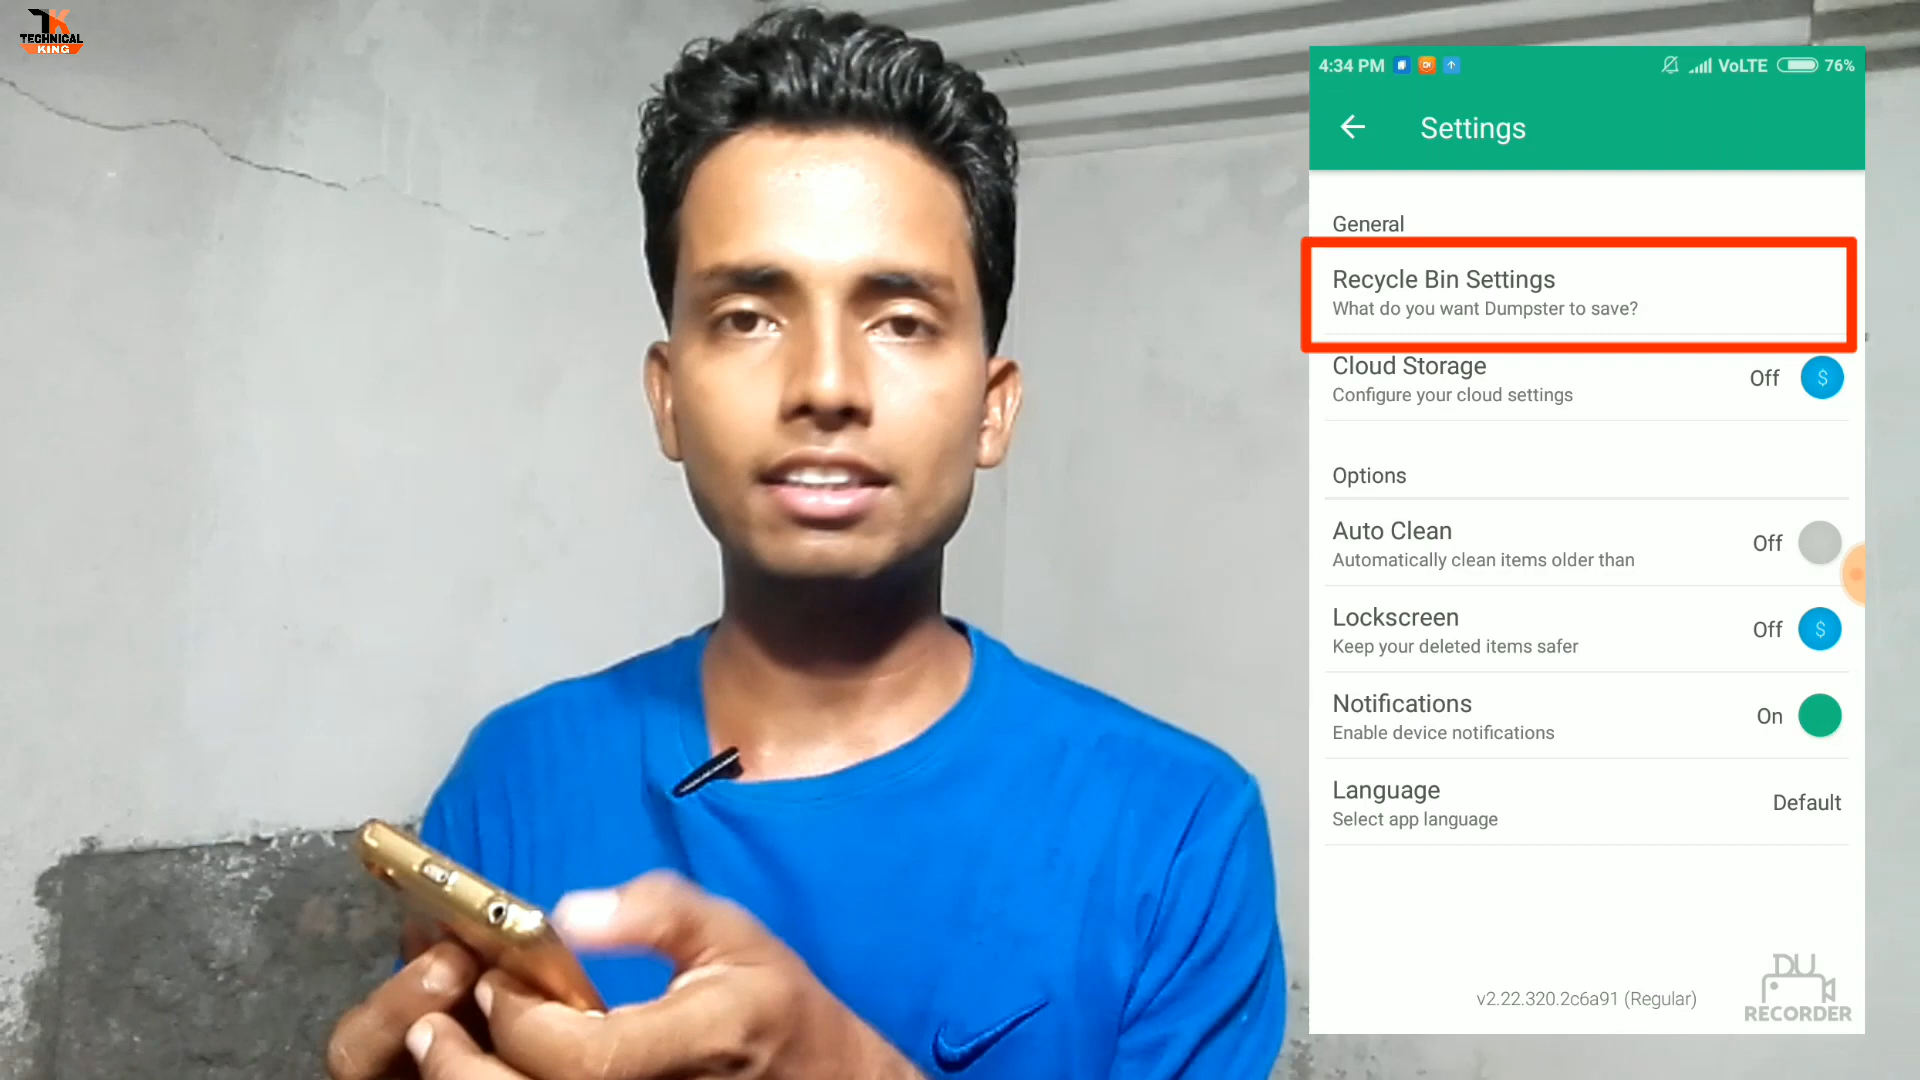 TK
TECHNICAL
KING
4:34 PM VoLTE 76%
Settings
General
Recycle Bin Settings
What do you want Dumpster to save?
Cloud Storage
Off $
Configure your cloud settings
Options
Auto Clean
Off
Automatically clean items older than
Lockscreen
Off $
Keep your deleted items safer
Notifications
On
Enable device notifications
Language
Default
Select app language
v2.22.320.2c6a91 (Regular)
DU
RECORDER